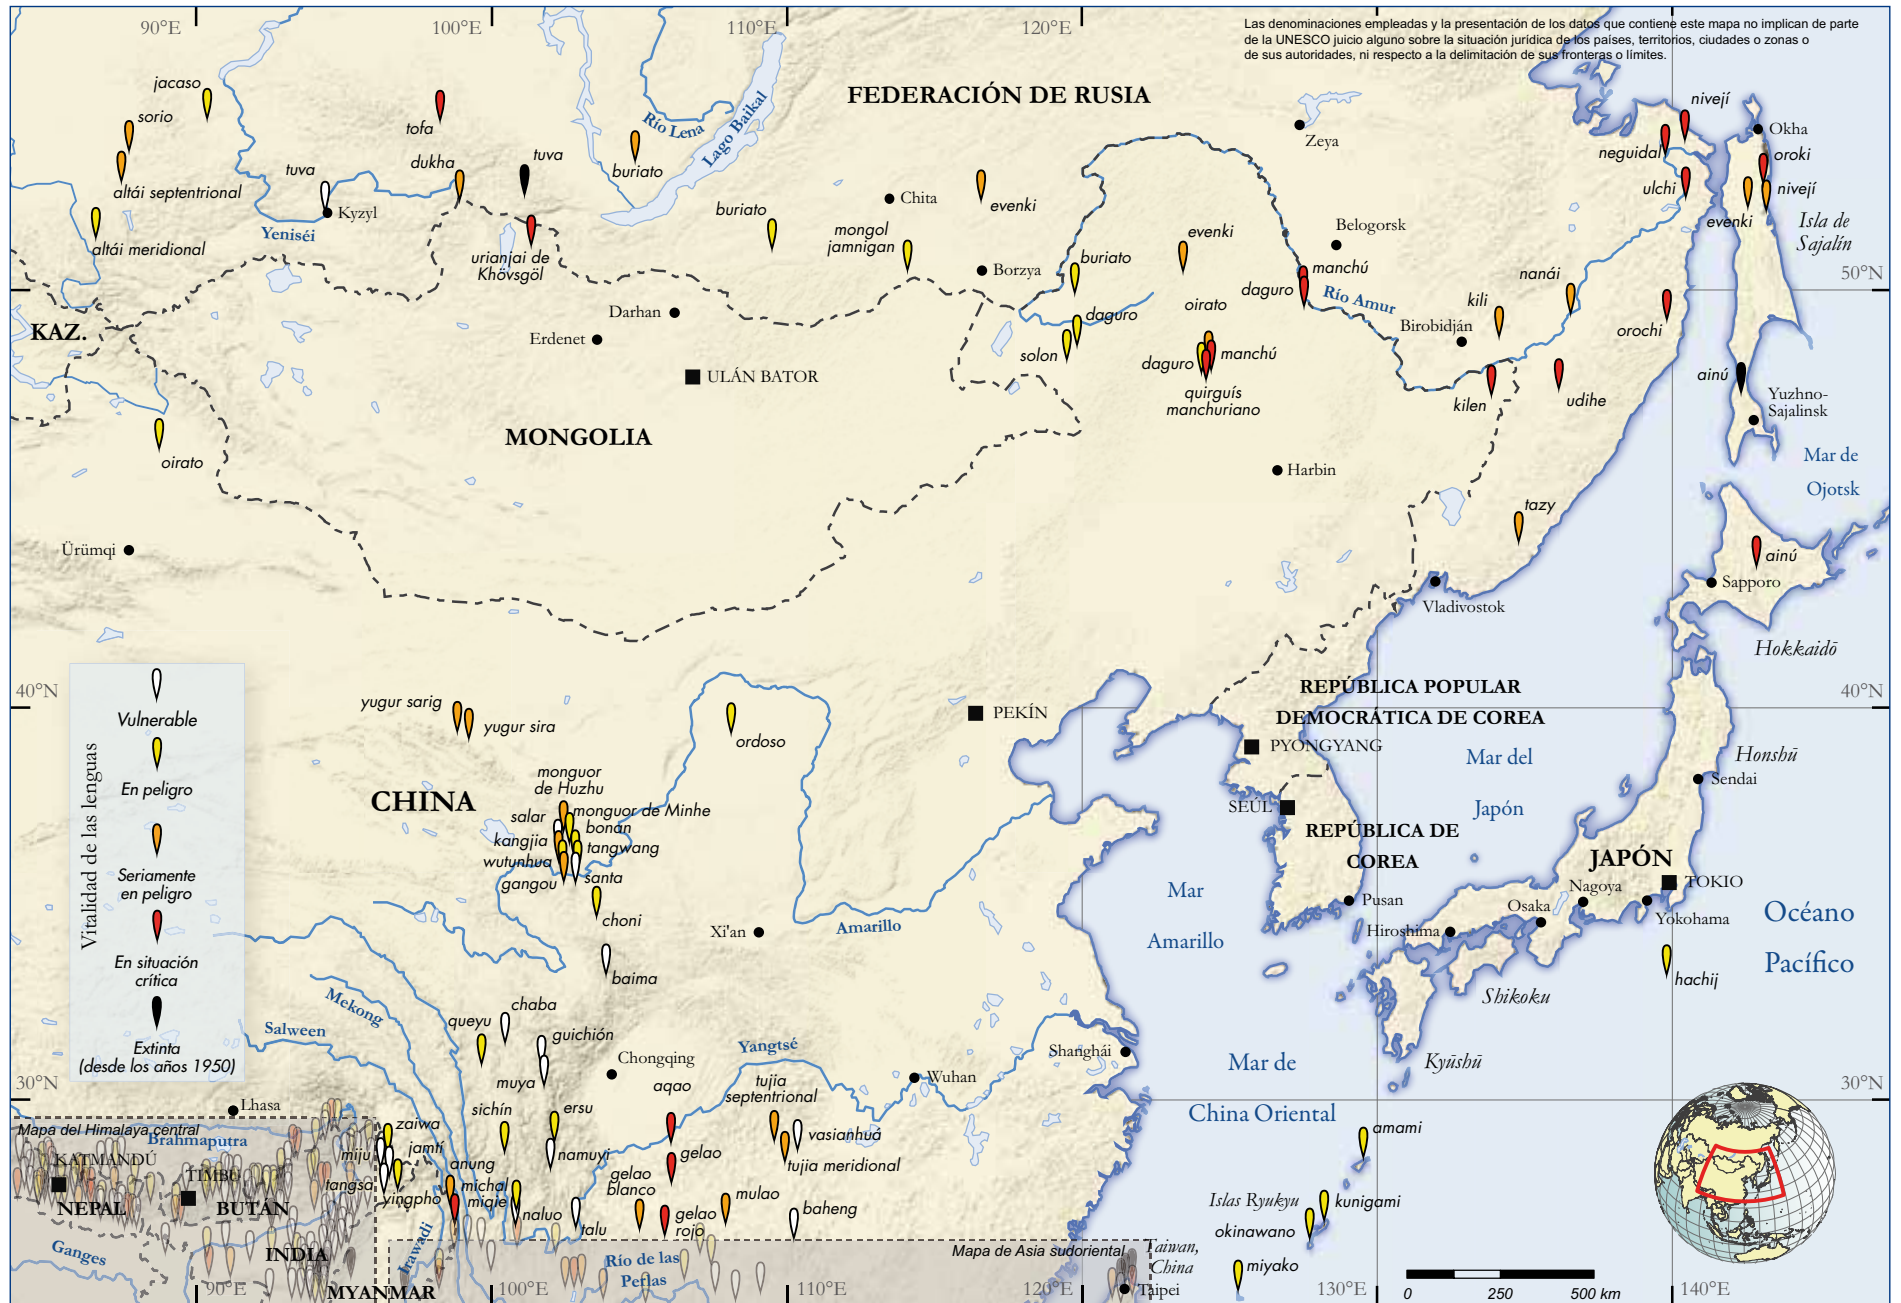 90°E
100°E
110°E
120°E
Las denominaciones empleadas y la presentación de los datos que contiene este mapa no implican de parte
de la UNESCO juicio alguno sobre la situación jurídica de los países, territorios, ciudades o zonas o
de sus autoridades, ni respecto a la delimitación de sus fronteras o límites.
FEDERACIÓN DE RUSIA
jacaso
sorio
altái septentrional
altái meridional
tofa
tuva
dukha
tuva
Kyzyl
Yeniséi
urianjai de
Khövsgöl
buriato
Río Lena
Lago Baikal
buriato
mongol
jamnigan
Chita
evenki
Borzya
Zeya
Belogorsk
evenki
buriato
oirato
daguro
solon
daguro
manchú
quirguís
manchuriano
manchú
daguro
Río Amur
nanái
kili
Birobidján
kilen
udihe
orochi
nivejí
neguidal
ulchi
Okha
oroki
nivejí
evenki
Isla de
Sajalín
50°N
ainú
Yuzhno-
Sajalinsk
Mar de
Ojotsk
KAZ.
Darhan
Erdenet
ULÁN BATOR
MONGOLIA
oirato
Ürümqi
Harbin
tazy
Vladivostok
ainú
Sapporo
Hokkaidō
40°N
40°N
Vitalidad de las lenguas
Vulnerable
En peligro
Seriamente
en peligro
En situación
crítica
Extinta
(desde los años 1950)
yugur sarig
yugur sira
CHINA
ordoso
PEKÍN
REPÚBLICA POPULAR
DEMOCRÁTICA DE COREA
PYONGYANG
SEÚL
REPÚBLICA DE
COREA
Pusan
Mar del
Japón
Honshū
Sendai
JAPÓN
TOKIO
Nagoya
Osaka
Yokohama
Hiroshima
Shikoku
Kyūshū
hachij
Océano
Pacífico
monguor
de Huzhu
monguor de Minhe
salar
bonan
kangjia
tangwang
wutunhua
gangou
santa
choni
baima
Xi'an
Amarillo
Mar
Amarillo
Mekong
Salween
chaba
queyu
guichión
muya
Chongqing
Yangtsé
Wuhan
Shanghái
Mar de
China Oriental
30°N
30°N
Lhasa
Mapa del Himalaya central
Brahmaputra
KATMANDÚ
NEPAL
TIMBU
BUTÁN
Ganges
INDIA
MYANMAR
Irawadi
zaiwa
miju
jamtí
tangsa
yingpho
anung
michal
miqie
sichín
ersu
namuyi
naluo
talu
aqao
gelao
gelao
blanco
gelao
rojo
tujia
septentrional
vasianhuá
tujia meridional
mulao
baheng
Río de las
Perlas
Mapa de Asia sudoriental
Taiwan,
China
Taipei
amami
Islas Ryukyu
kunigami
okinawano
miyako
90°E
100°E
110°E
120°E
130°E
140°E
0
250
500 km